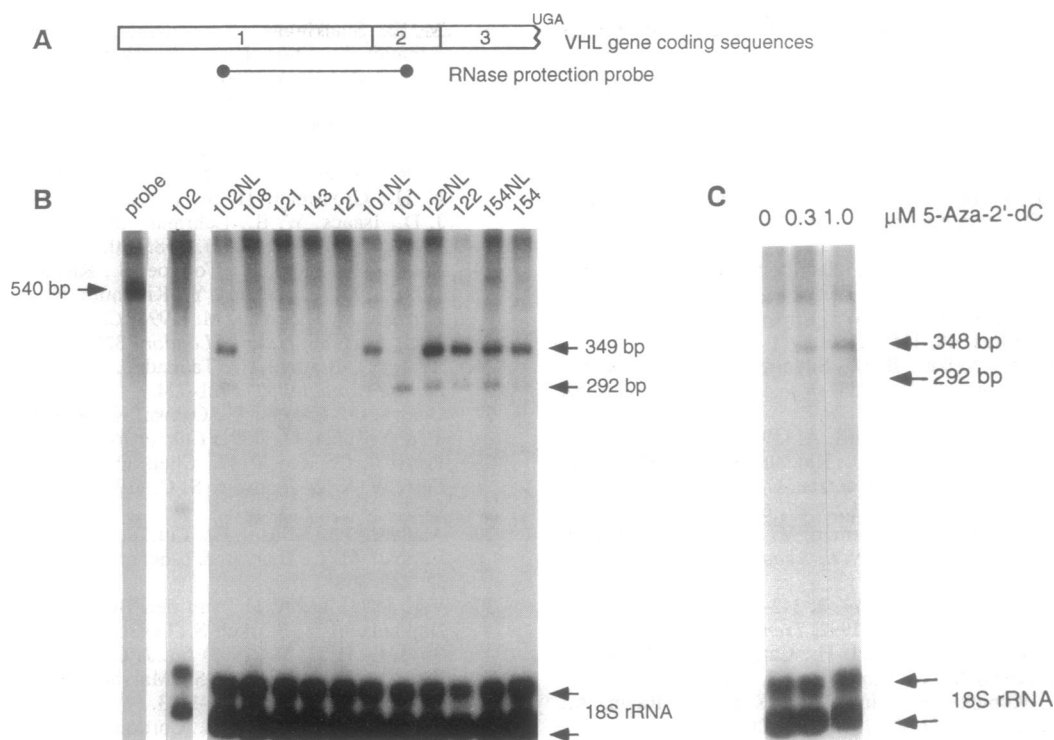 A
UGA
1 2 3
VHL gene coding sequences
RNase protection probe
B
probe 102 102NL 108 121 143 127 101NL 101 122NL 122 154NL 154
540 bp
349 bp
292 bp
18S rRNA
C
0 0.3 1.0 µM 5-Aza-2'-dC
348 bp
292 bp
18S rRNA